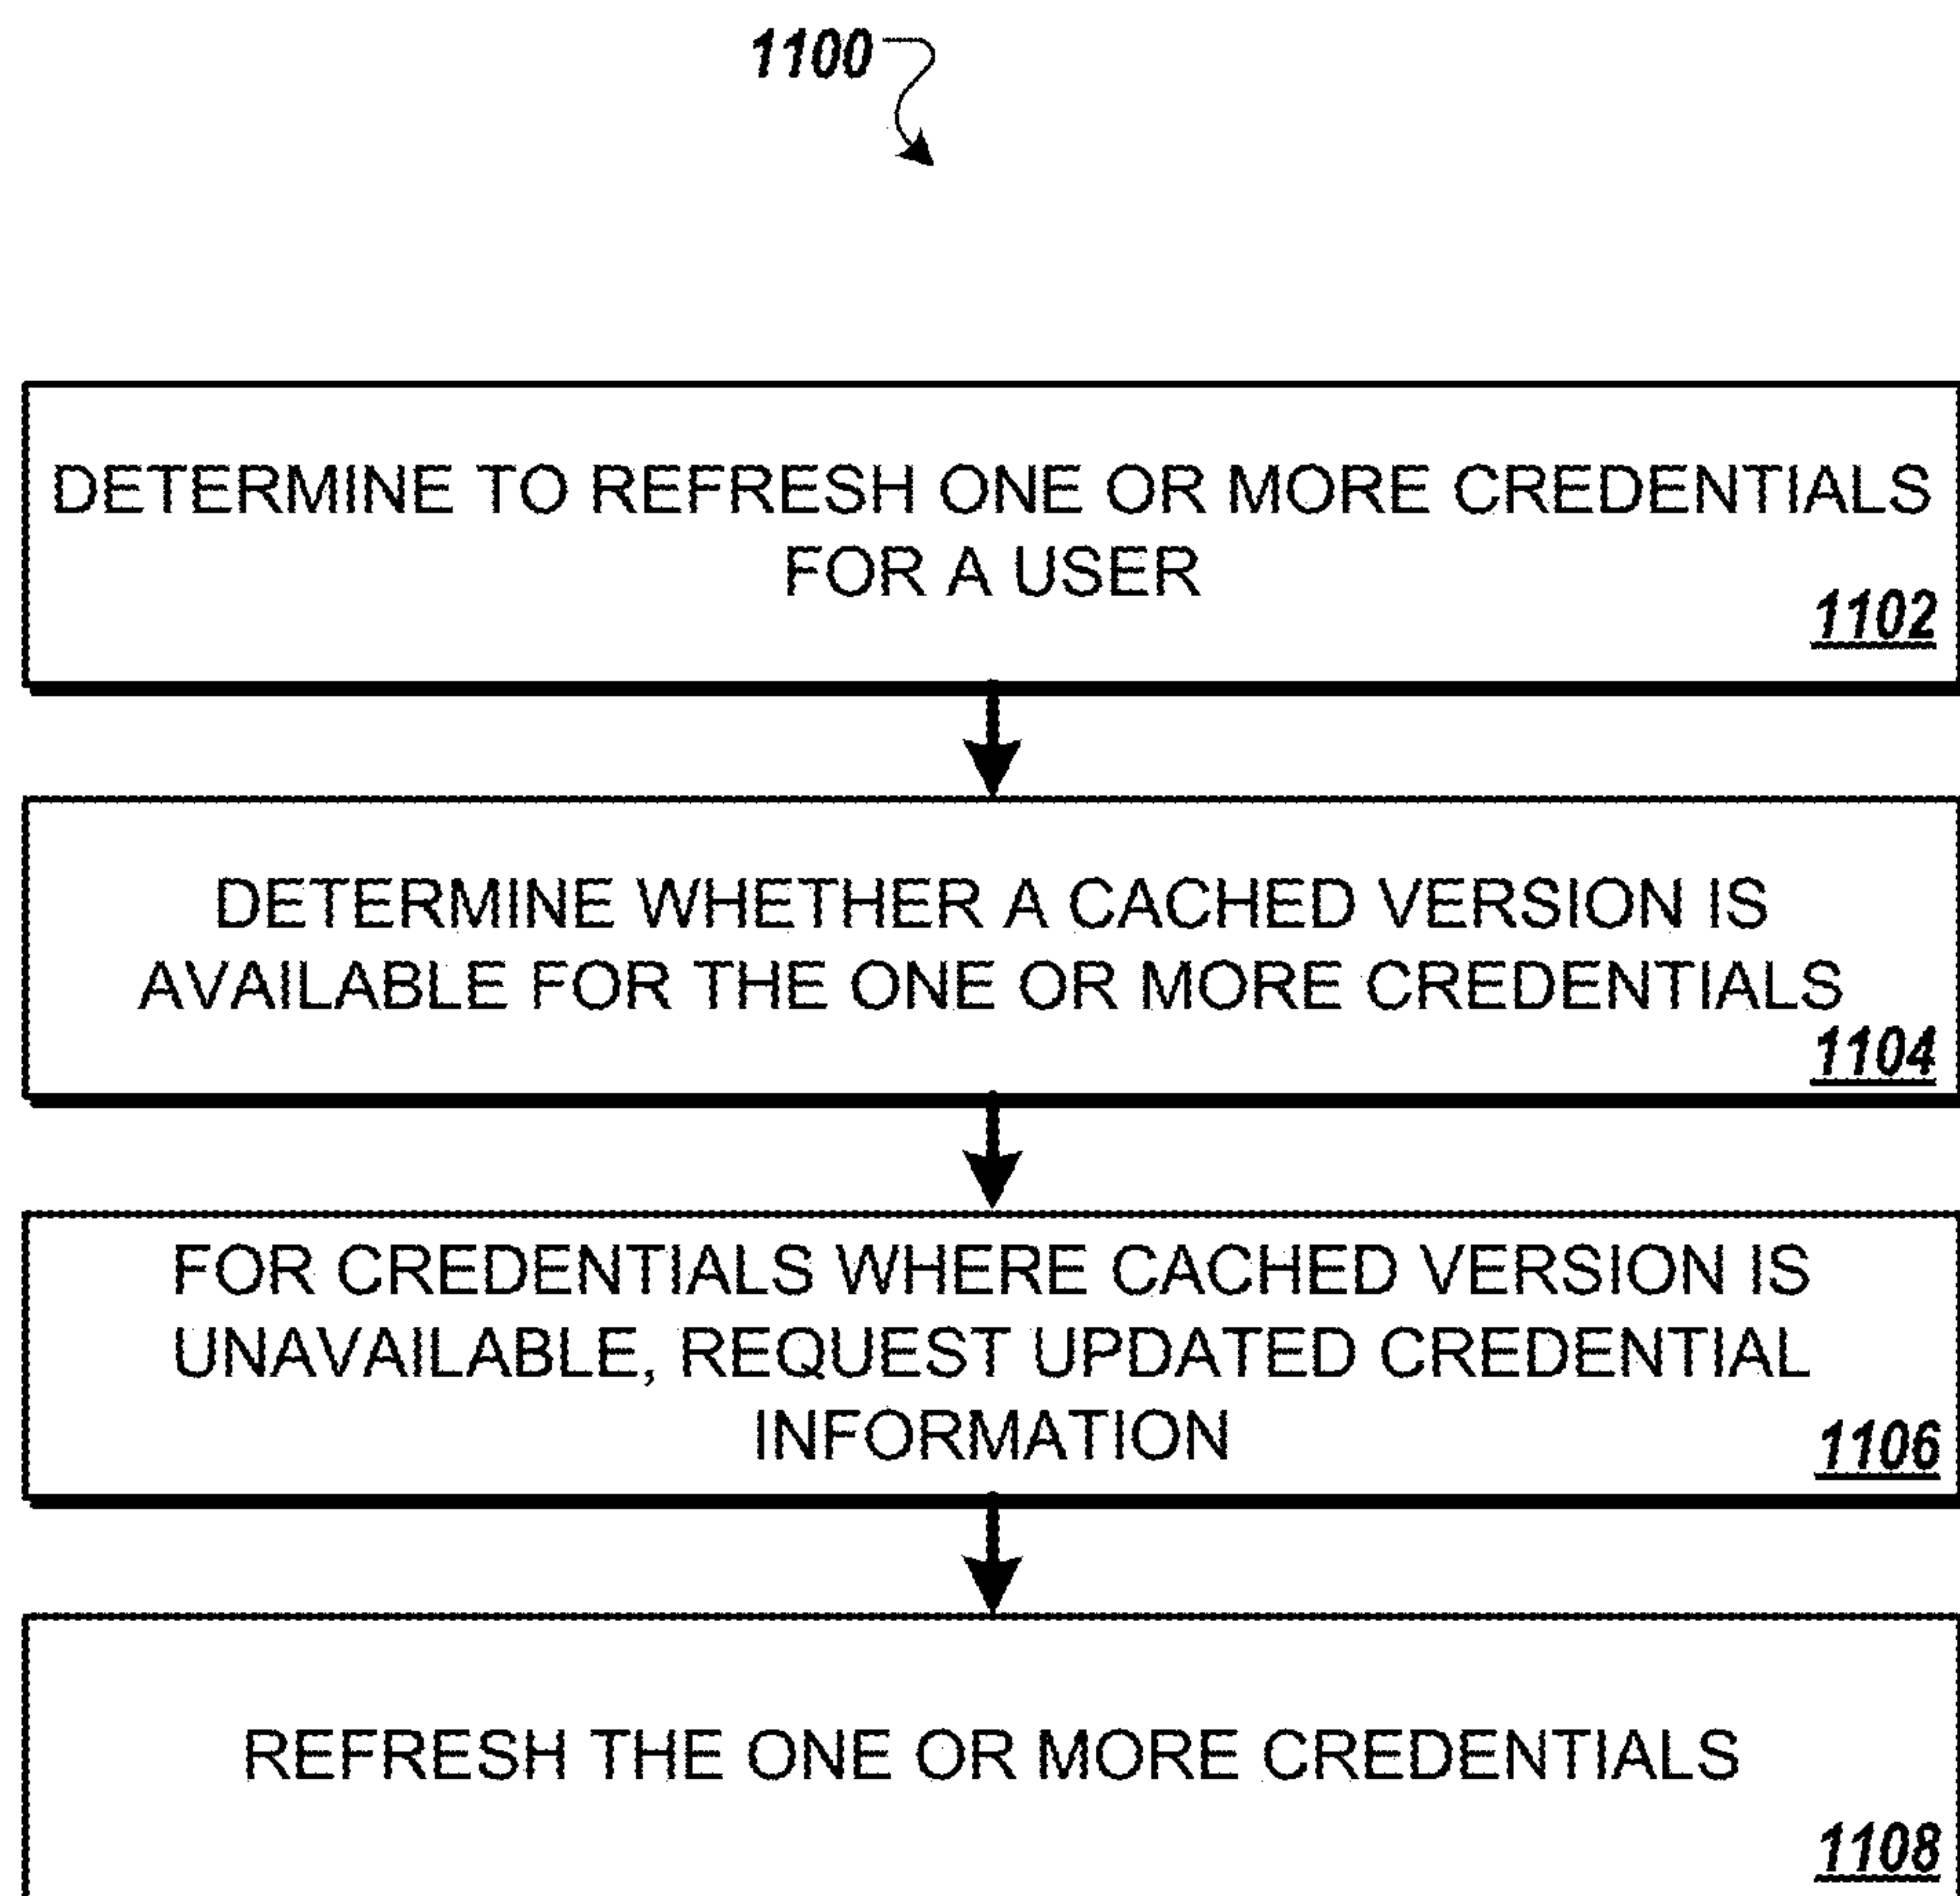 1100
DETERMINE TO REFRESH ONE OR MORE CREDENTIALS
FOR A USER
1102
DETERMINE WHETHER A CACHED VERSION IS
AVAILABLE FOR THE ONE OR MORE CREDENTIALS
1104
FOR CREDENTIALS WHERE CACHED VERSION IS
UNAVAILABLE, REQUEST UPDATED CREDENTIAL
INFORMATION
1106
REFRESH THE ONE OR MORE CREDENTIALS
1108